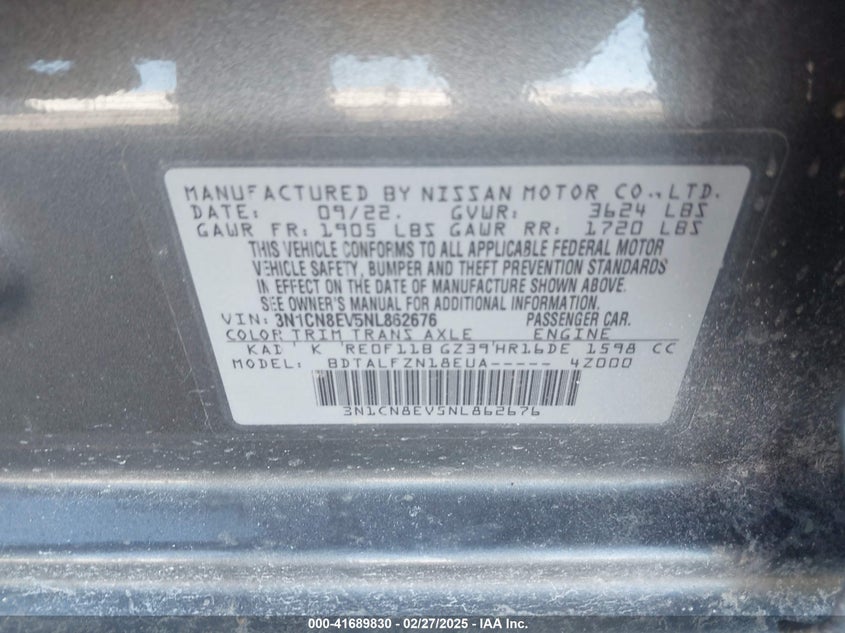 MANUFACTURED BY NISSAN MOTOR CO.,LTD.
DATE: 09/22. GVWR: 3624 LBS
GAWR FR: 1905 LBS GAWR RR: 1720 LBS
THIS VEHICLE CONFORMS TO ALL APPLICABLE FEDERAL MOTOR
VEHICLE SAFETY, BUMPER AND THEFT PREVENTION STANDARDS
IN EFFECT ON THE DATE OF MANUFACTURE SHOWN ABOVE.
SEE OWNER'S MANUAL FOR ADDITIONAL INFORMATION.
VIN: 3N1CN8EV5NL862676 PASSENGER CAR.
COLOR TRIM TRANS AXLE ENGINE
KAD ' K 'RE0F11B GZ39'HR16DE 1598 CC
MODEL: BDTALFZN18EUA----- 4Z000
3N1CN8EV5NL862676
000-41689830 — 02/27/2025 — IAA Inc.